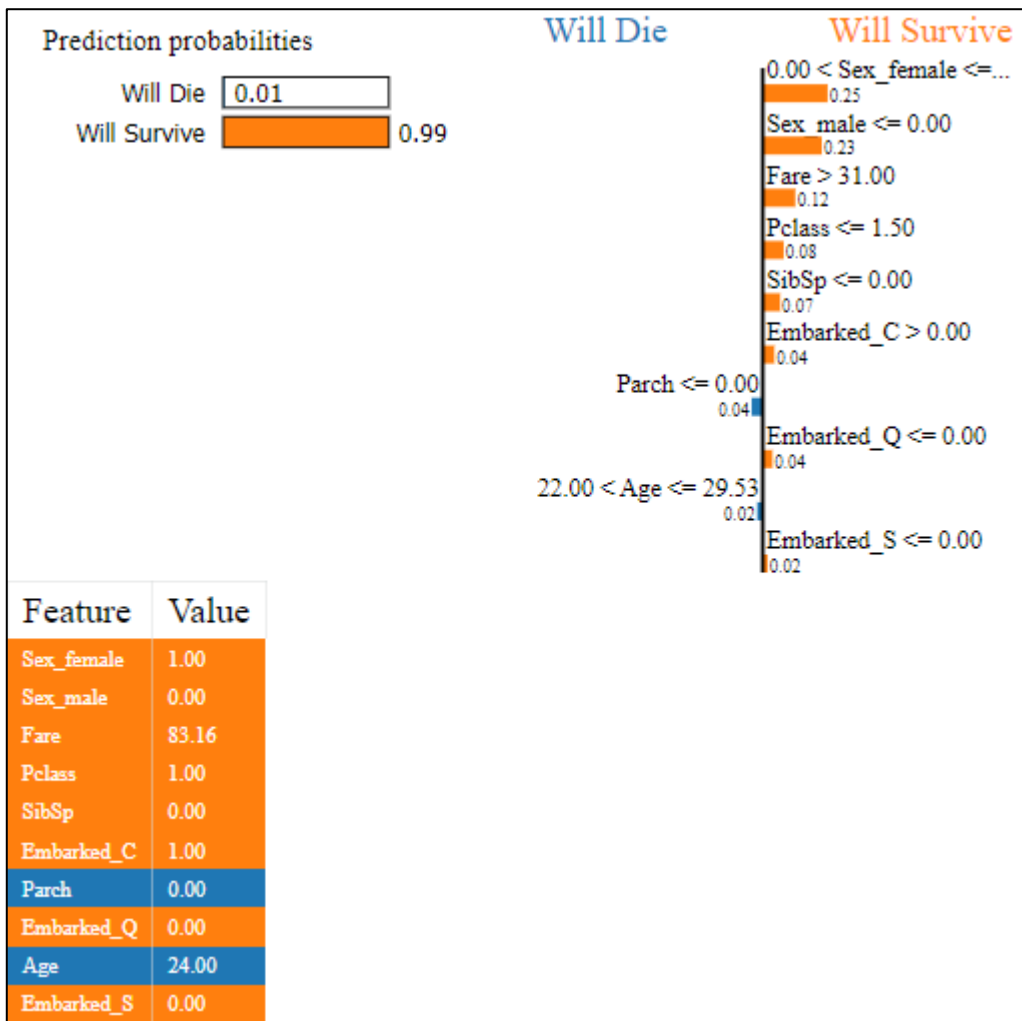 Prediction probabilities
Will Die 0.01
Will Survive 0.99
Will Die Will Survive
0.00 < Sex_female <=...
0.25
Sex_male <= 0.00
0.23
Fare > 31.00
0.12
Pclass <= 1.50
0.08
SibSp <= 0.00
0.07
Embarked_C > 0.00
0.04
Parch <= 0.00
0.04
Embarked_Q <= 0.00
0.04
22.00 < Age <= 29.53
0.02
Embarked_S <= 0.00
0.02
Feature Value
Sex_female 1.00
Sex_male 0.00
Fare 83.16
Pclass 1.00
SibSp 0.00
Embarked_C 1.00
Parch 0.00
Embarked_Q 0.00
Age 24.00
Embarked_S 0.00